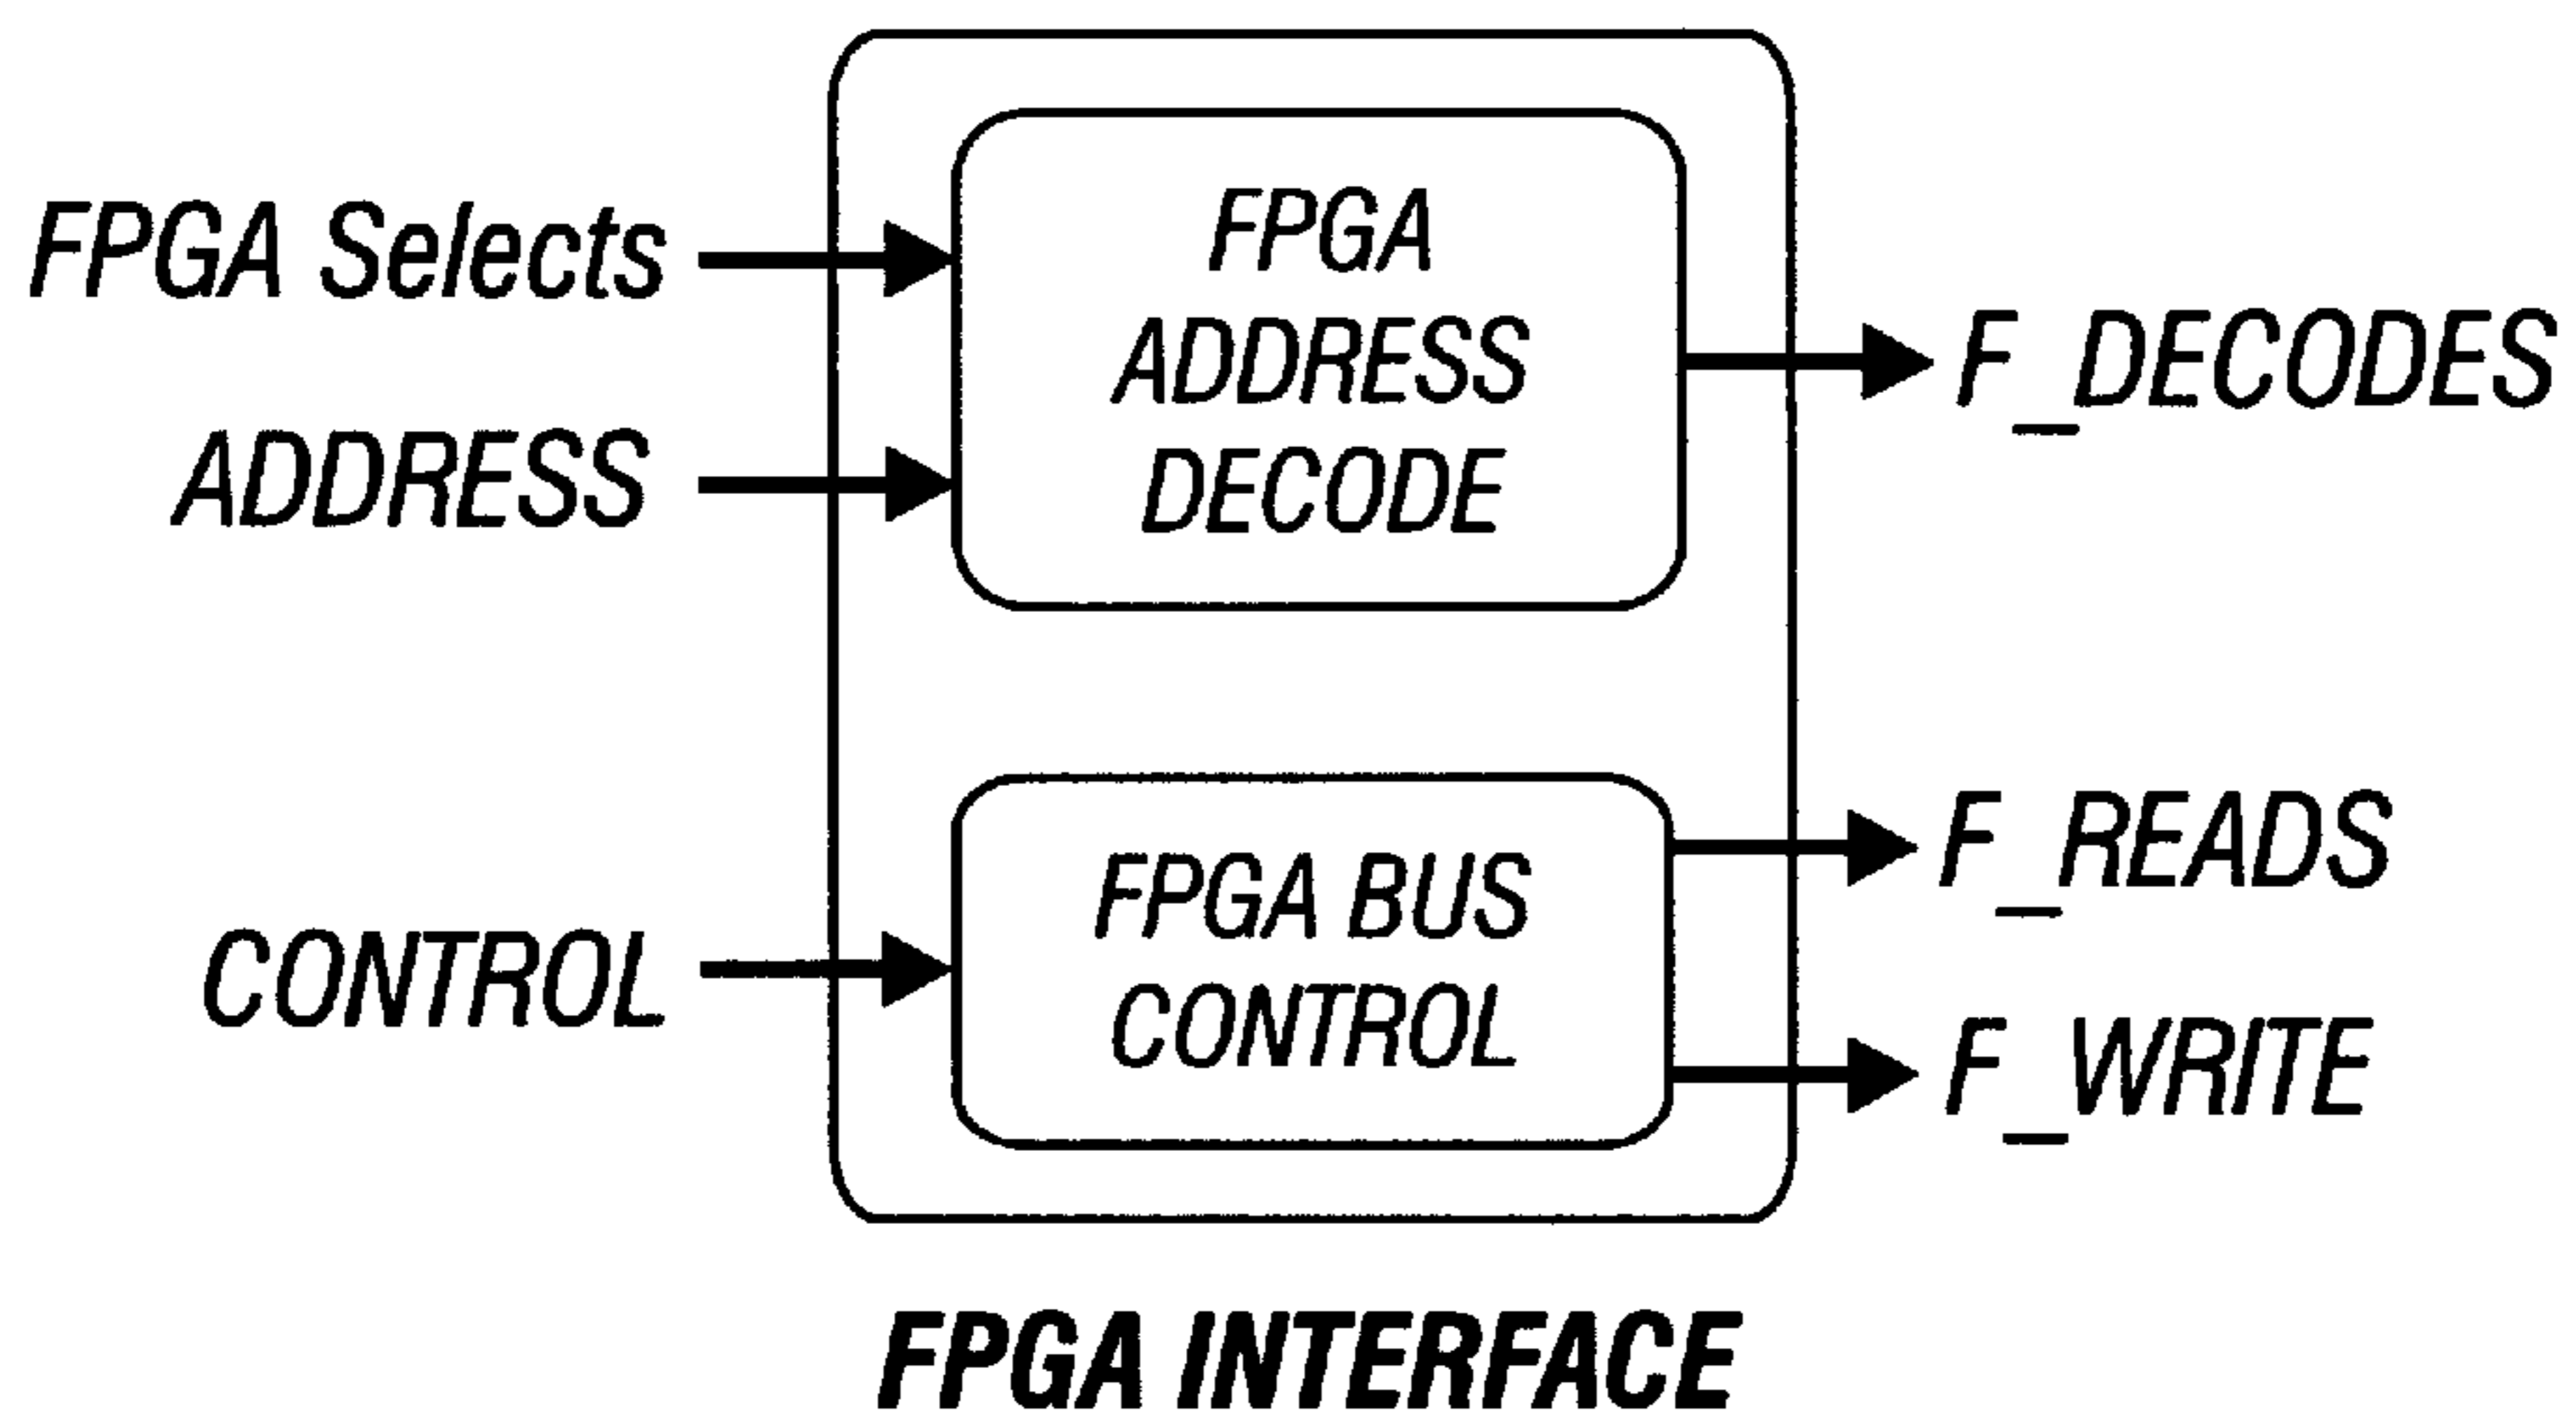 FPGA Selects
ADDRESS
FPGA
ADDRESS
DECODE
F_DECODES
CONTROL
FPGA BUS
CONTROL
F_READS
F_WRITE
FPGA INTERFACE